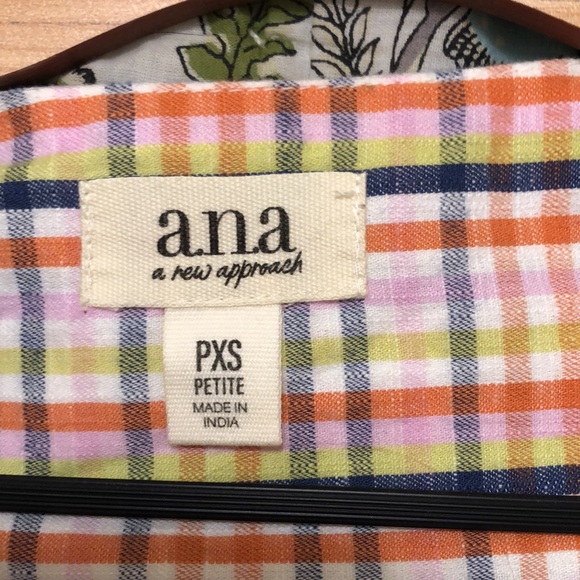 a.n.a
a new approach
PXS
PETITE
MADE IN
INDIA